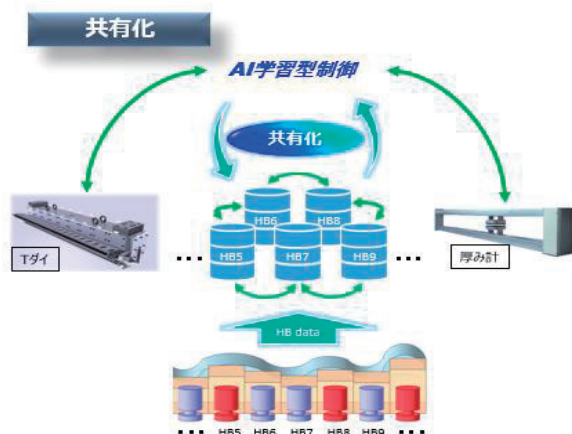 共有化
AI学習型制御
共有化
HB6 HB8
Tダイ
... HB5 HB7 HB9 ...
厚み計
HB data
... HB5 HB6 HB7 HB8 HB9 ...